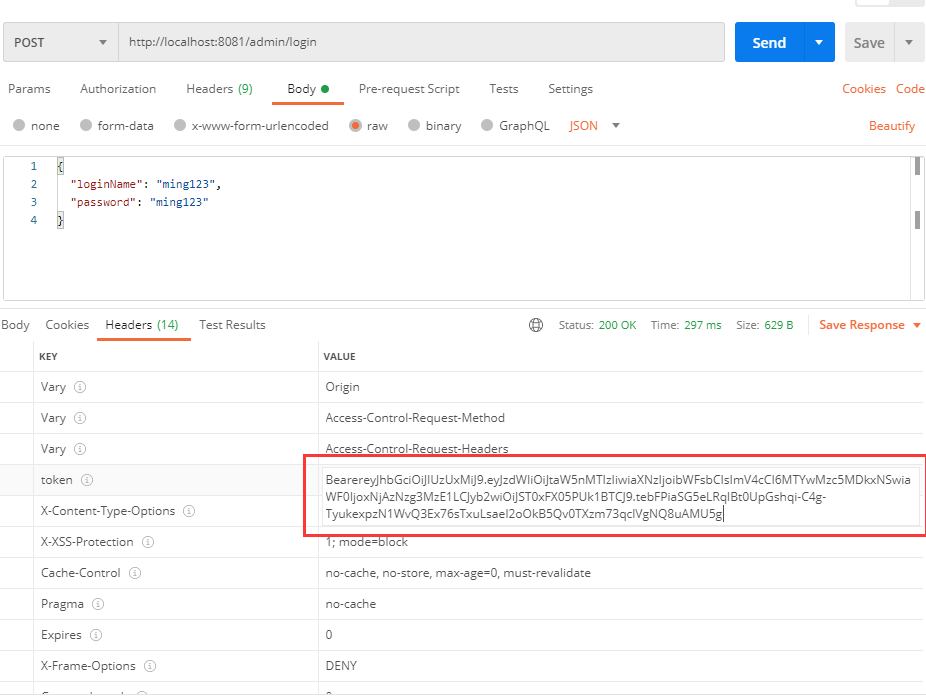 POST http://localhost:8081/admin/login Send Save
Params Authorization Headers (9) Body Pre-request Script Tests Settings Cookies Code
none form-data x-www-form-urlencoded raw binary GraphQL JSON Beautify
1 {
2 "loginName": "ming123",
3 "password": "ming123"
4 }
Body Cookies Headers (14) Test Results Status: 200 OK Time: 297 ms Size: 629 B Save Response
KEY VALUE
Vary Origin
Vary Access-Control-Request-Method
Vary Access-Control-Request-Headers
token BearereyJhbGciOiJIUzUxMiJ9.eyJzdWIiOiJtaW5nMTIzIiwiaXNzIjoibWFsbCIsImV4cCI6MTYwMzc5MDkxNSwia
WF0IjoxNjAzNzg3MzE1LCJyb2wiOiJST0xFX05PUk1BTCJ9.tebFPiaSG5eLRqIBt0UpGshqi-C4g-
TyukexpzN1WvQ3Ex76sTxuLsaeI2oOkB5Qv0TXzm73qcIVgNQ8uAMU5g
X-Content-Type-Options
X-XSS-Protection 1; mode=block
Cache-Control no-cache, no-store, max-age=0, must-revalidate
Pragma no-cache
Expires 0
X-Frame-Options DENY